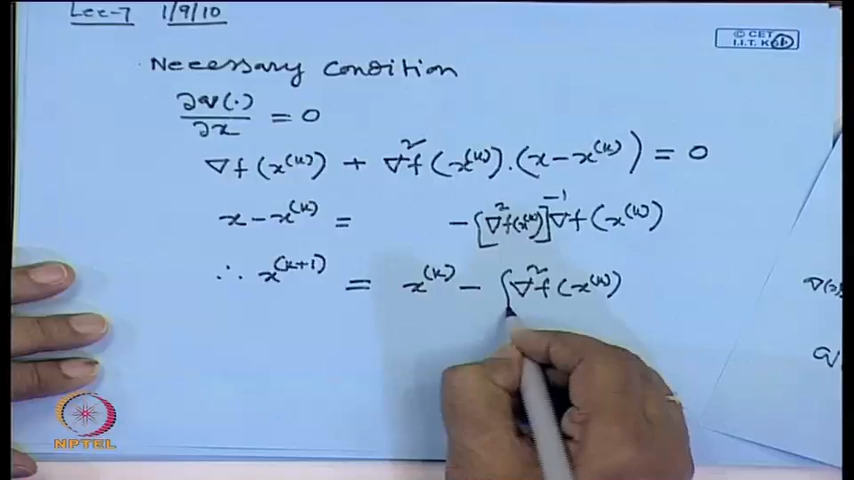 Lec-7 1/9/10
© CET
I.I.T. KGP
Necessary condition
∂q(·)/∂x = 0
∇f(x^(k)) + ∇²f(x^(k)).(x-x^(k)) = 0
x-x^(k) = -[∇²f(x^(k))]^-1 ∇f(x^(k))
∴ x^(k+1) = x^(k) - [∇²f(x^(k))
NPTEL